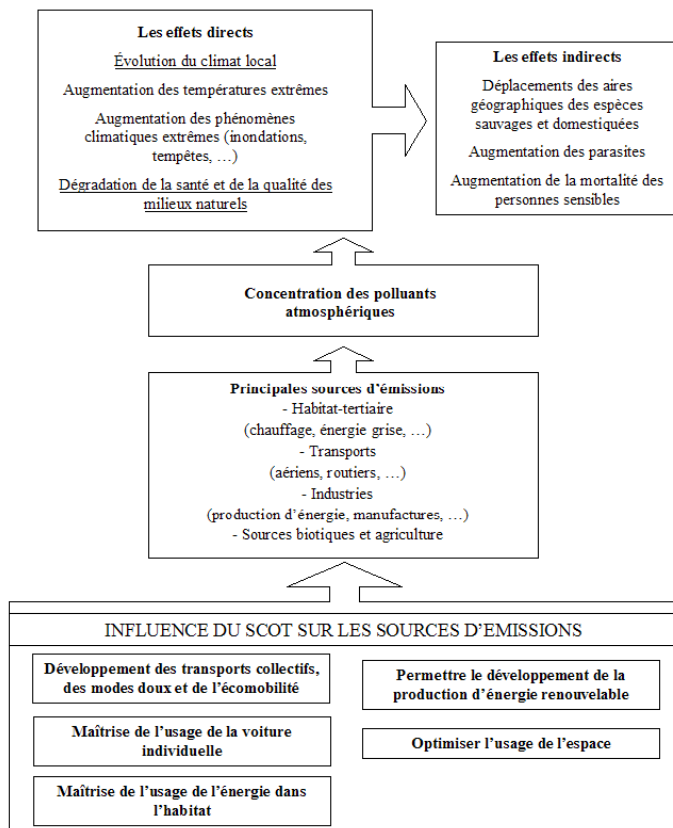 Les effets directs
Évolution du climat local
Augmentation des températures extrêmes
Augmentation des phénomènes
climatiques extrêmes (inondations,
tempêtes, …)
Dégradation de la santé et de la qualité des
milieux naturels
Les effets indirects
Déplacements des aires
géographiques des espèces
sauvages et domestiquées
Augmentation des parasites
Augmentation de la mortalité des
personnes sensibles
Concentration des polluants
atmosphériques
Principales sources d’émissions
- Habitat-tertiaire
(chauffage, énergie grise, …)
- Transports
(aériens, routiers, …)
- Industries
(production d’énergie, manufactures, …)
- Sources biotiques et agriculture
INFLUENCE DU SCOT SUR LES SOURCES D’EMISSIONS
Développement des transports collectifs,
des modes doux et de l’écomobilité
Maîtrise de l’usage de la voiture
individuelle
Maîtrise de l’usage de l’énergie dans
l’habitat
Permettre le développement de la
production d’énergie renouvelable
Optimiser l’usage de l’espace